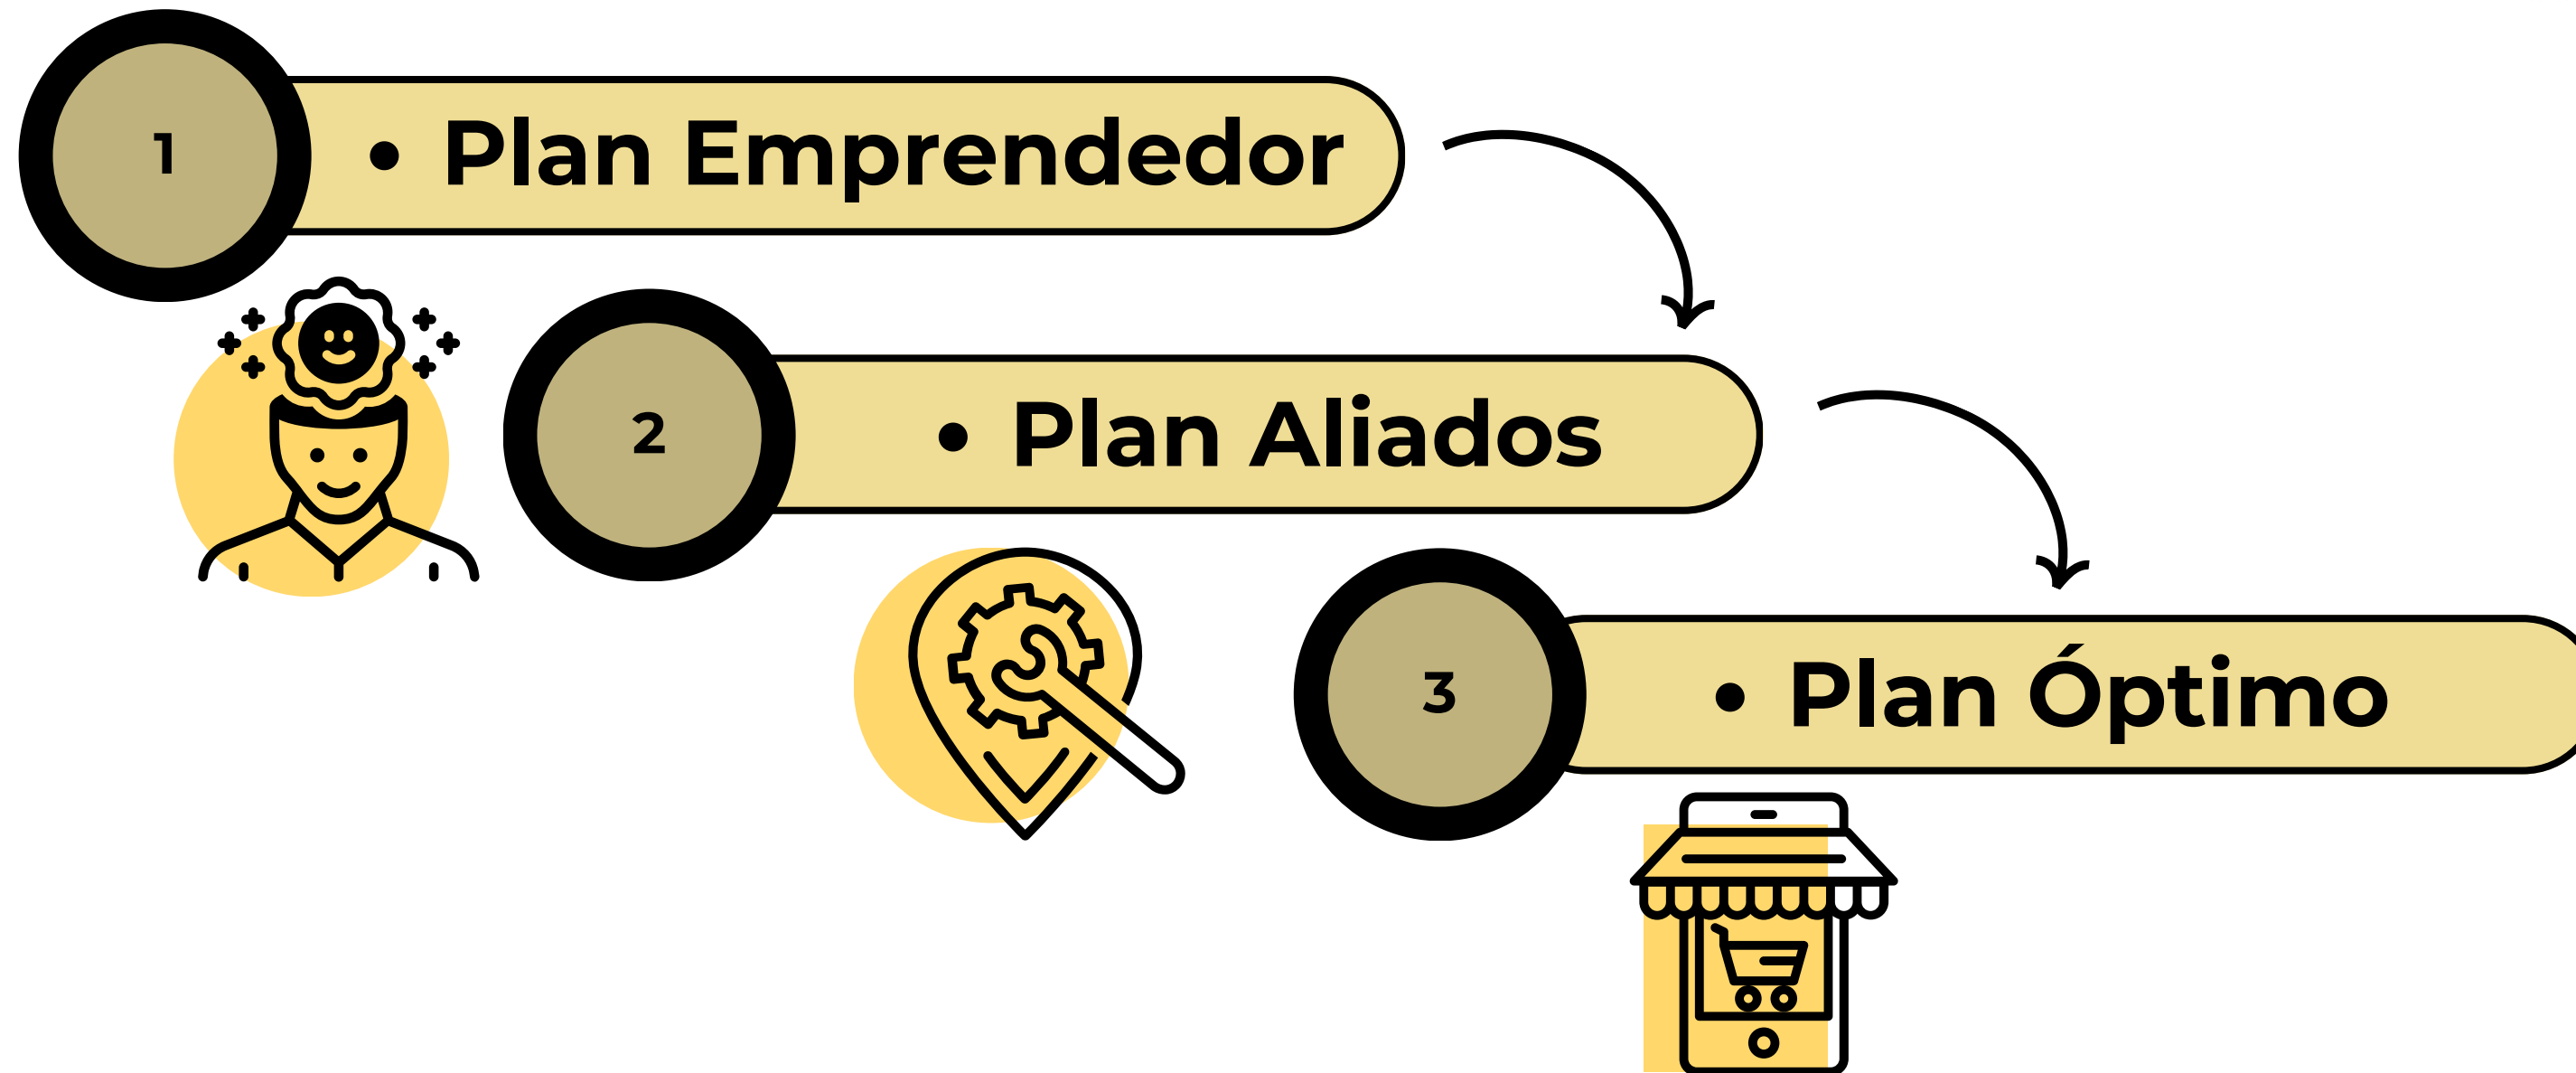 1
• Plan Emprendedor
2
• Plan Aliados
3
• Plan Óptimo